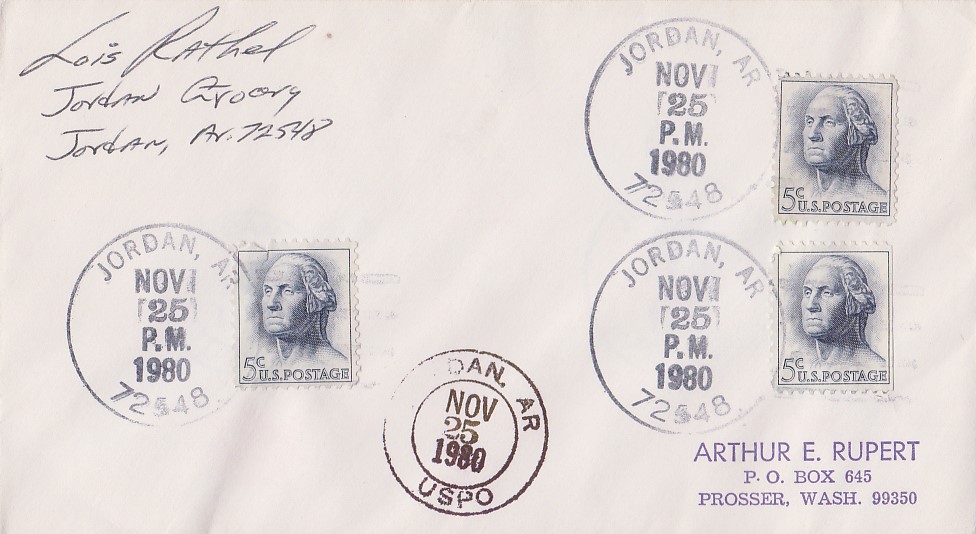 Lois Rathel
Jordan Grocery
Jordan, Ar. 72548
JORDAN, AR
NOV
25
P.M.
1980
72548
5c
U.S. POSTAGE
JORDAN, AR
NOV
25
P.M.
1980
72548
5c
U.S. POSTAGE
JORDAN, AR
NOV
25
P.M.
1980
72548
5c
U.S. POSTAGE
DAN, AR
NOV
25
1980
USPO
ARTHUR E. RUPERT
P. O. BOX 645
PROSSER, WASH. 99350